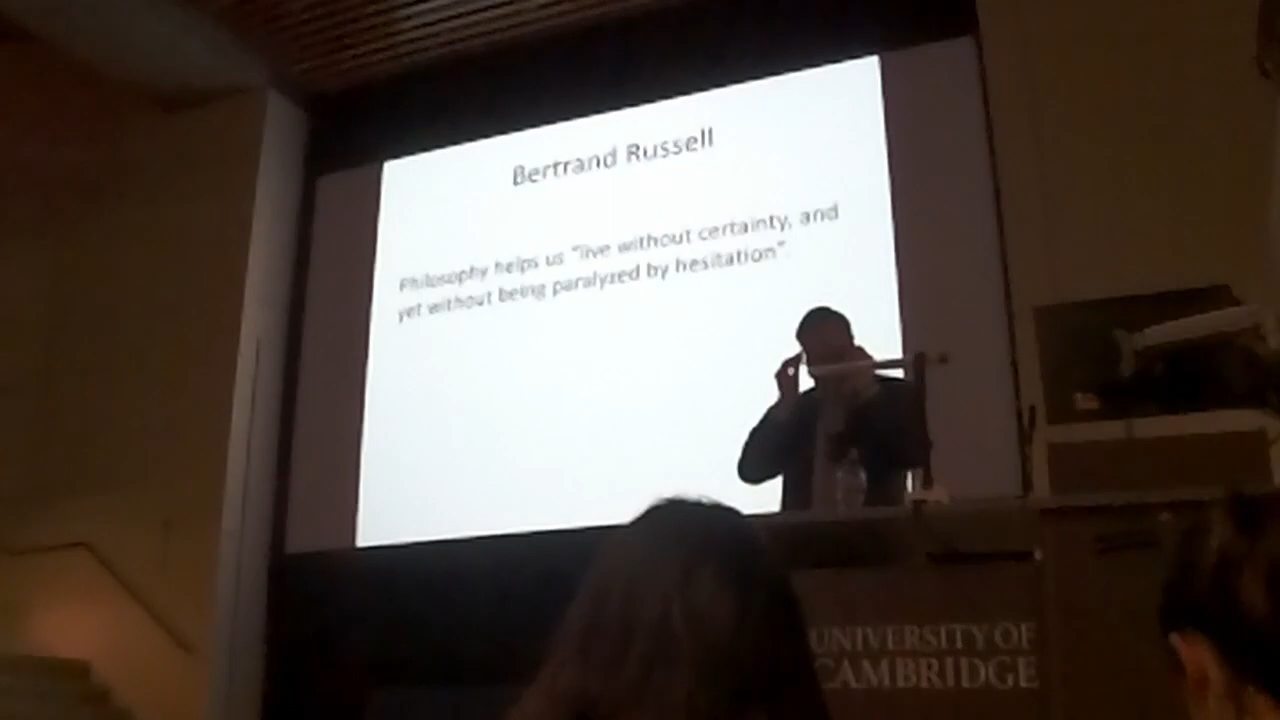 Bertrand Russell
Philosophy helps us “live without certainty, and
yet without being paralyzed by hesitation”.
UNIVERSITY OF
CAMBRIDGE